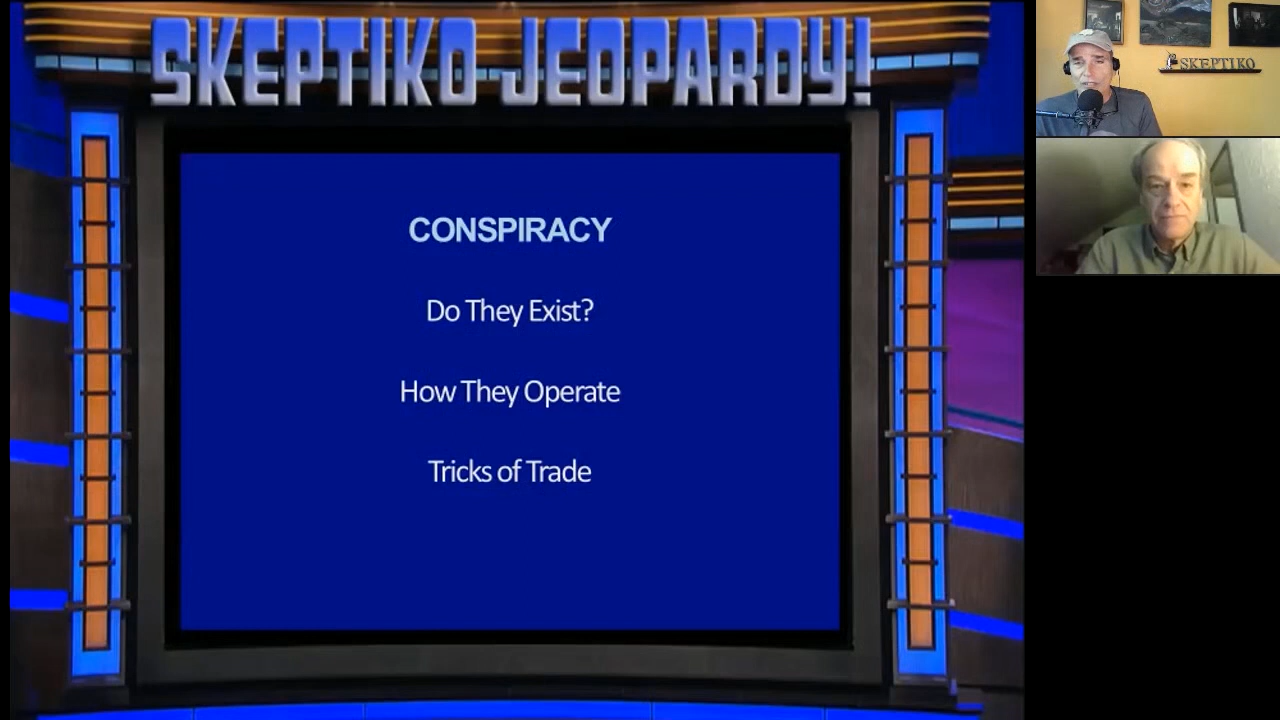 SKEPTIKO JEOPARDY!
SKEPTIKO
CONSPIRACY
Do They Exist?
How They Operate
Tricks of Trade